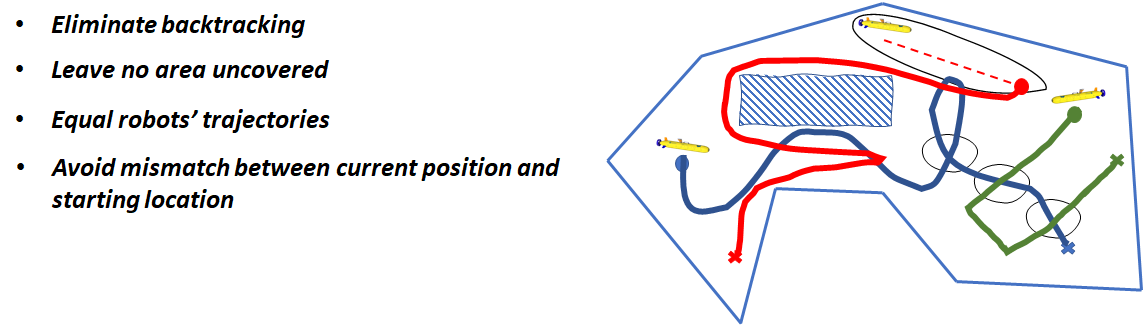 • Eliminate backtracking
• Leave no area uncovered
• Equal robots’ trajectories
• Avoid mismatch between current position and
starting location